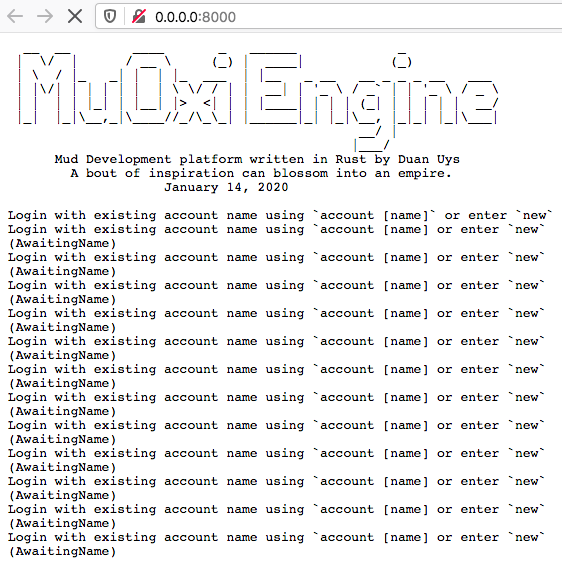 0.0.0.0:8000
MuOxiEngine
Mud Development platform written in Rust by Duan Uys
A bout of inspiration can blossom into an empire.
January 14, 2020
Login with existing account name using `account [name]` or enter `new`
Login with existing account name using `account [name] or enter `new`
(AwaitingName)
Login with existing account name using `account [name] or enter `new`
(AwaitingName)
Login with existing account name using `account [name] or enter `new`
(AwaitingName)
Login with existing account name using `account [name] or enter `new`
(AwaitingName)
Login with existing account name using `account [name] or enter `new`
(AwaitingName)
Login with existing account name using `account [name] or enter `new`
(AwaitingName)
Login with existing account name using `account [name] or enter `new`
(AwaitingName)
Login with existing account name using `account [name] or enter `new`
(AwaitingName)
Login with existing account name using `account [name] or enter `new`
(AwaitingName)
Login with existing account name using `account [name] or enter `new`
(AwaitingName)
Login with existing account name using `account [name] or enter `new`
(AwaitingName)
Login with existing account name using `account [name] or enter `new`
(AwaitingName)